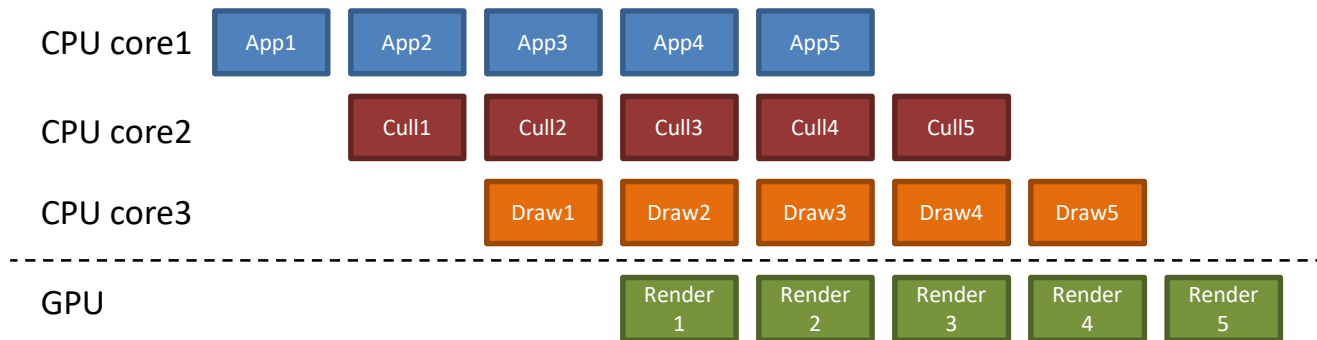 CPU core1 App1 App2 App3 App4 App5
CPU core2 Cull1 Cull2 Cull3 Cull4 Cull5
CPU core3 Draw1 Draw2 Draw3 Draw4 Draw5
GPU Render Render Render Render Render
1 2 3 4 5